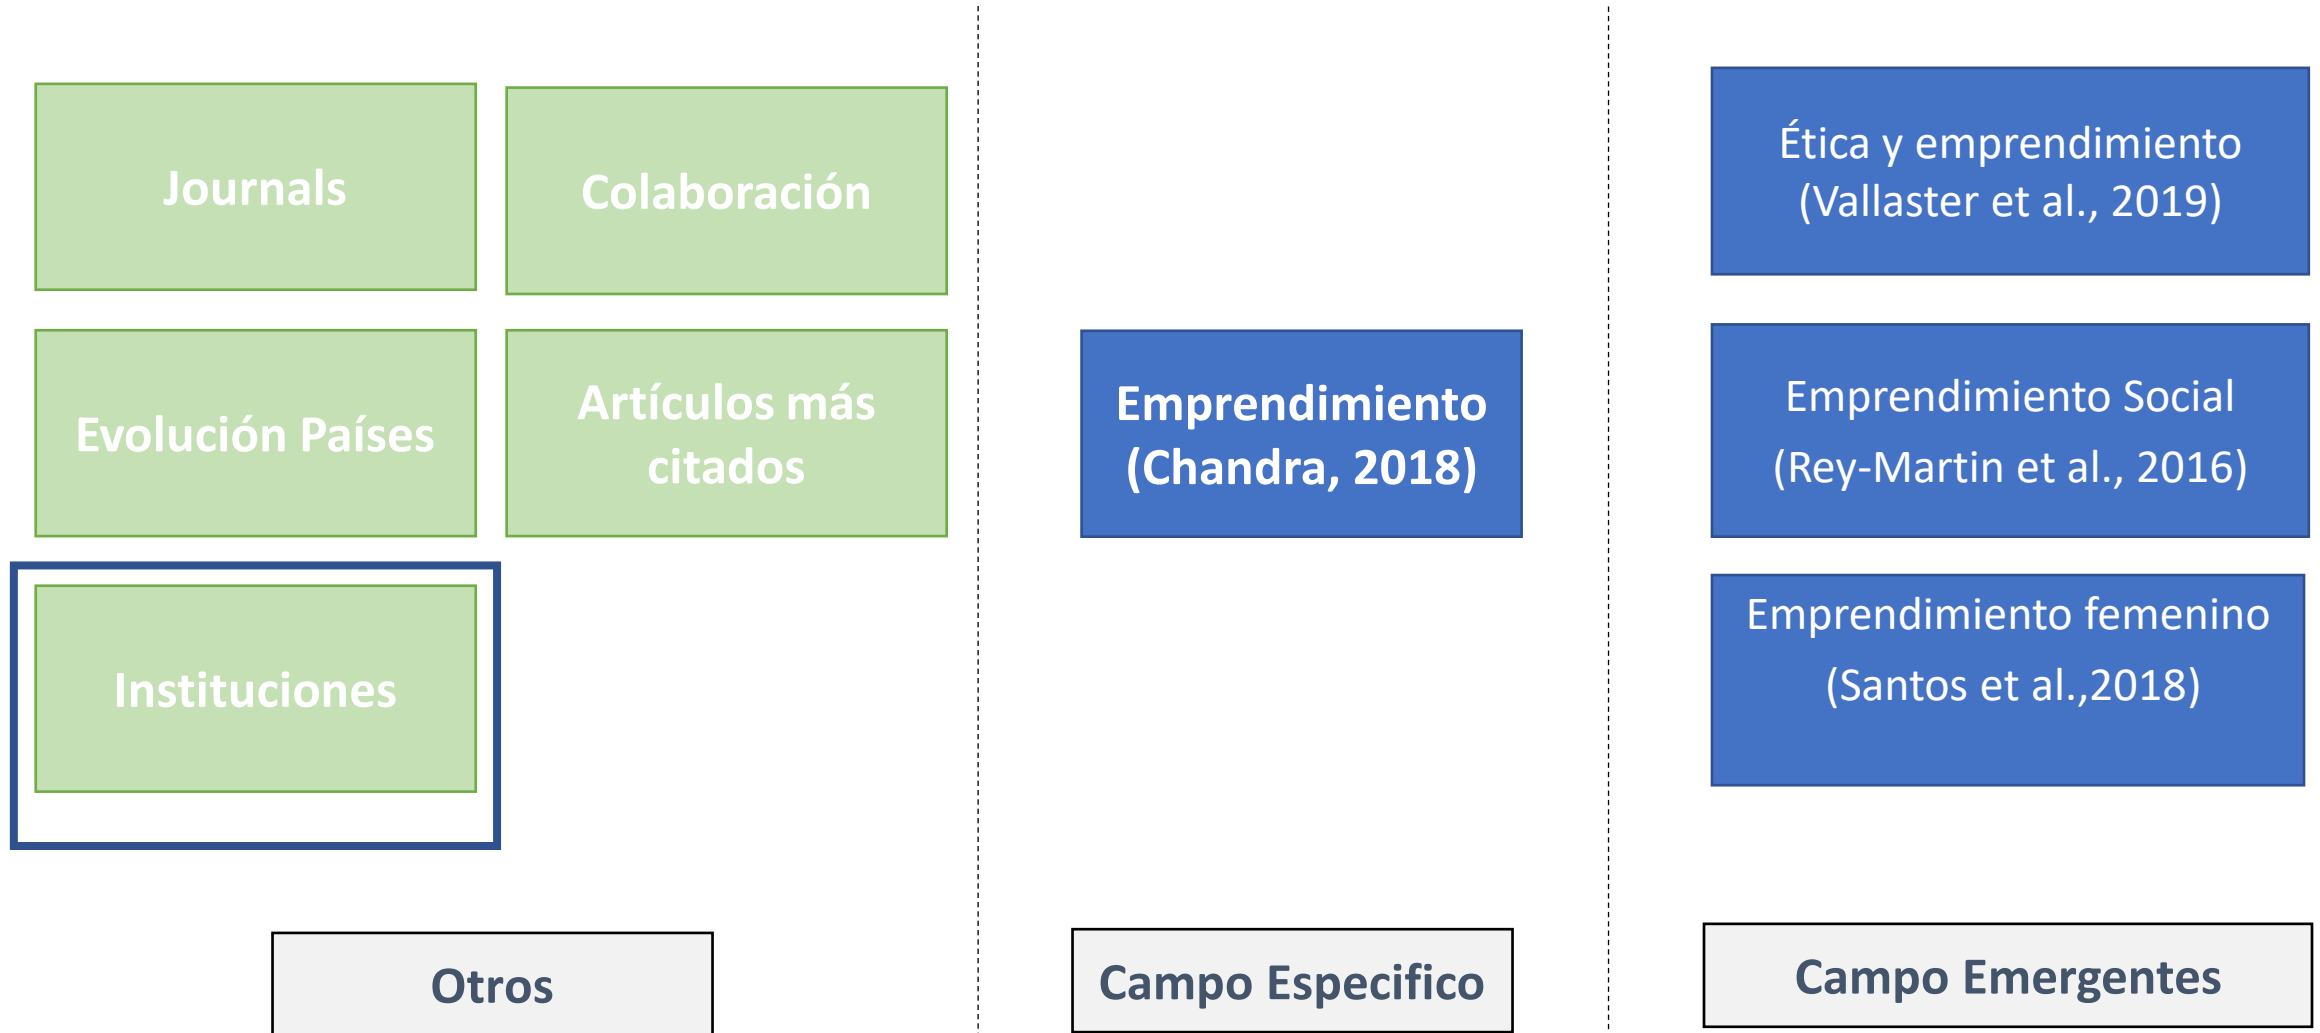 Journals
Colaboración
Evolución Países
Artículos más
citados
Instituciones
Otros
Emprendimiento
(Chandra, 2018)
Campo Especifico
Ética y emprendimiento
(Vallaster et al., 2019)
Emprendimiento Social
(Rey-Martin et al., 2016)
Emprendimiento femenino
(Santos et al.,2018)
Campo Emergentes